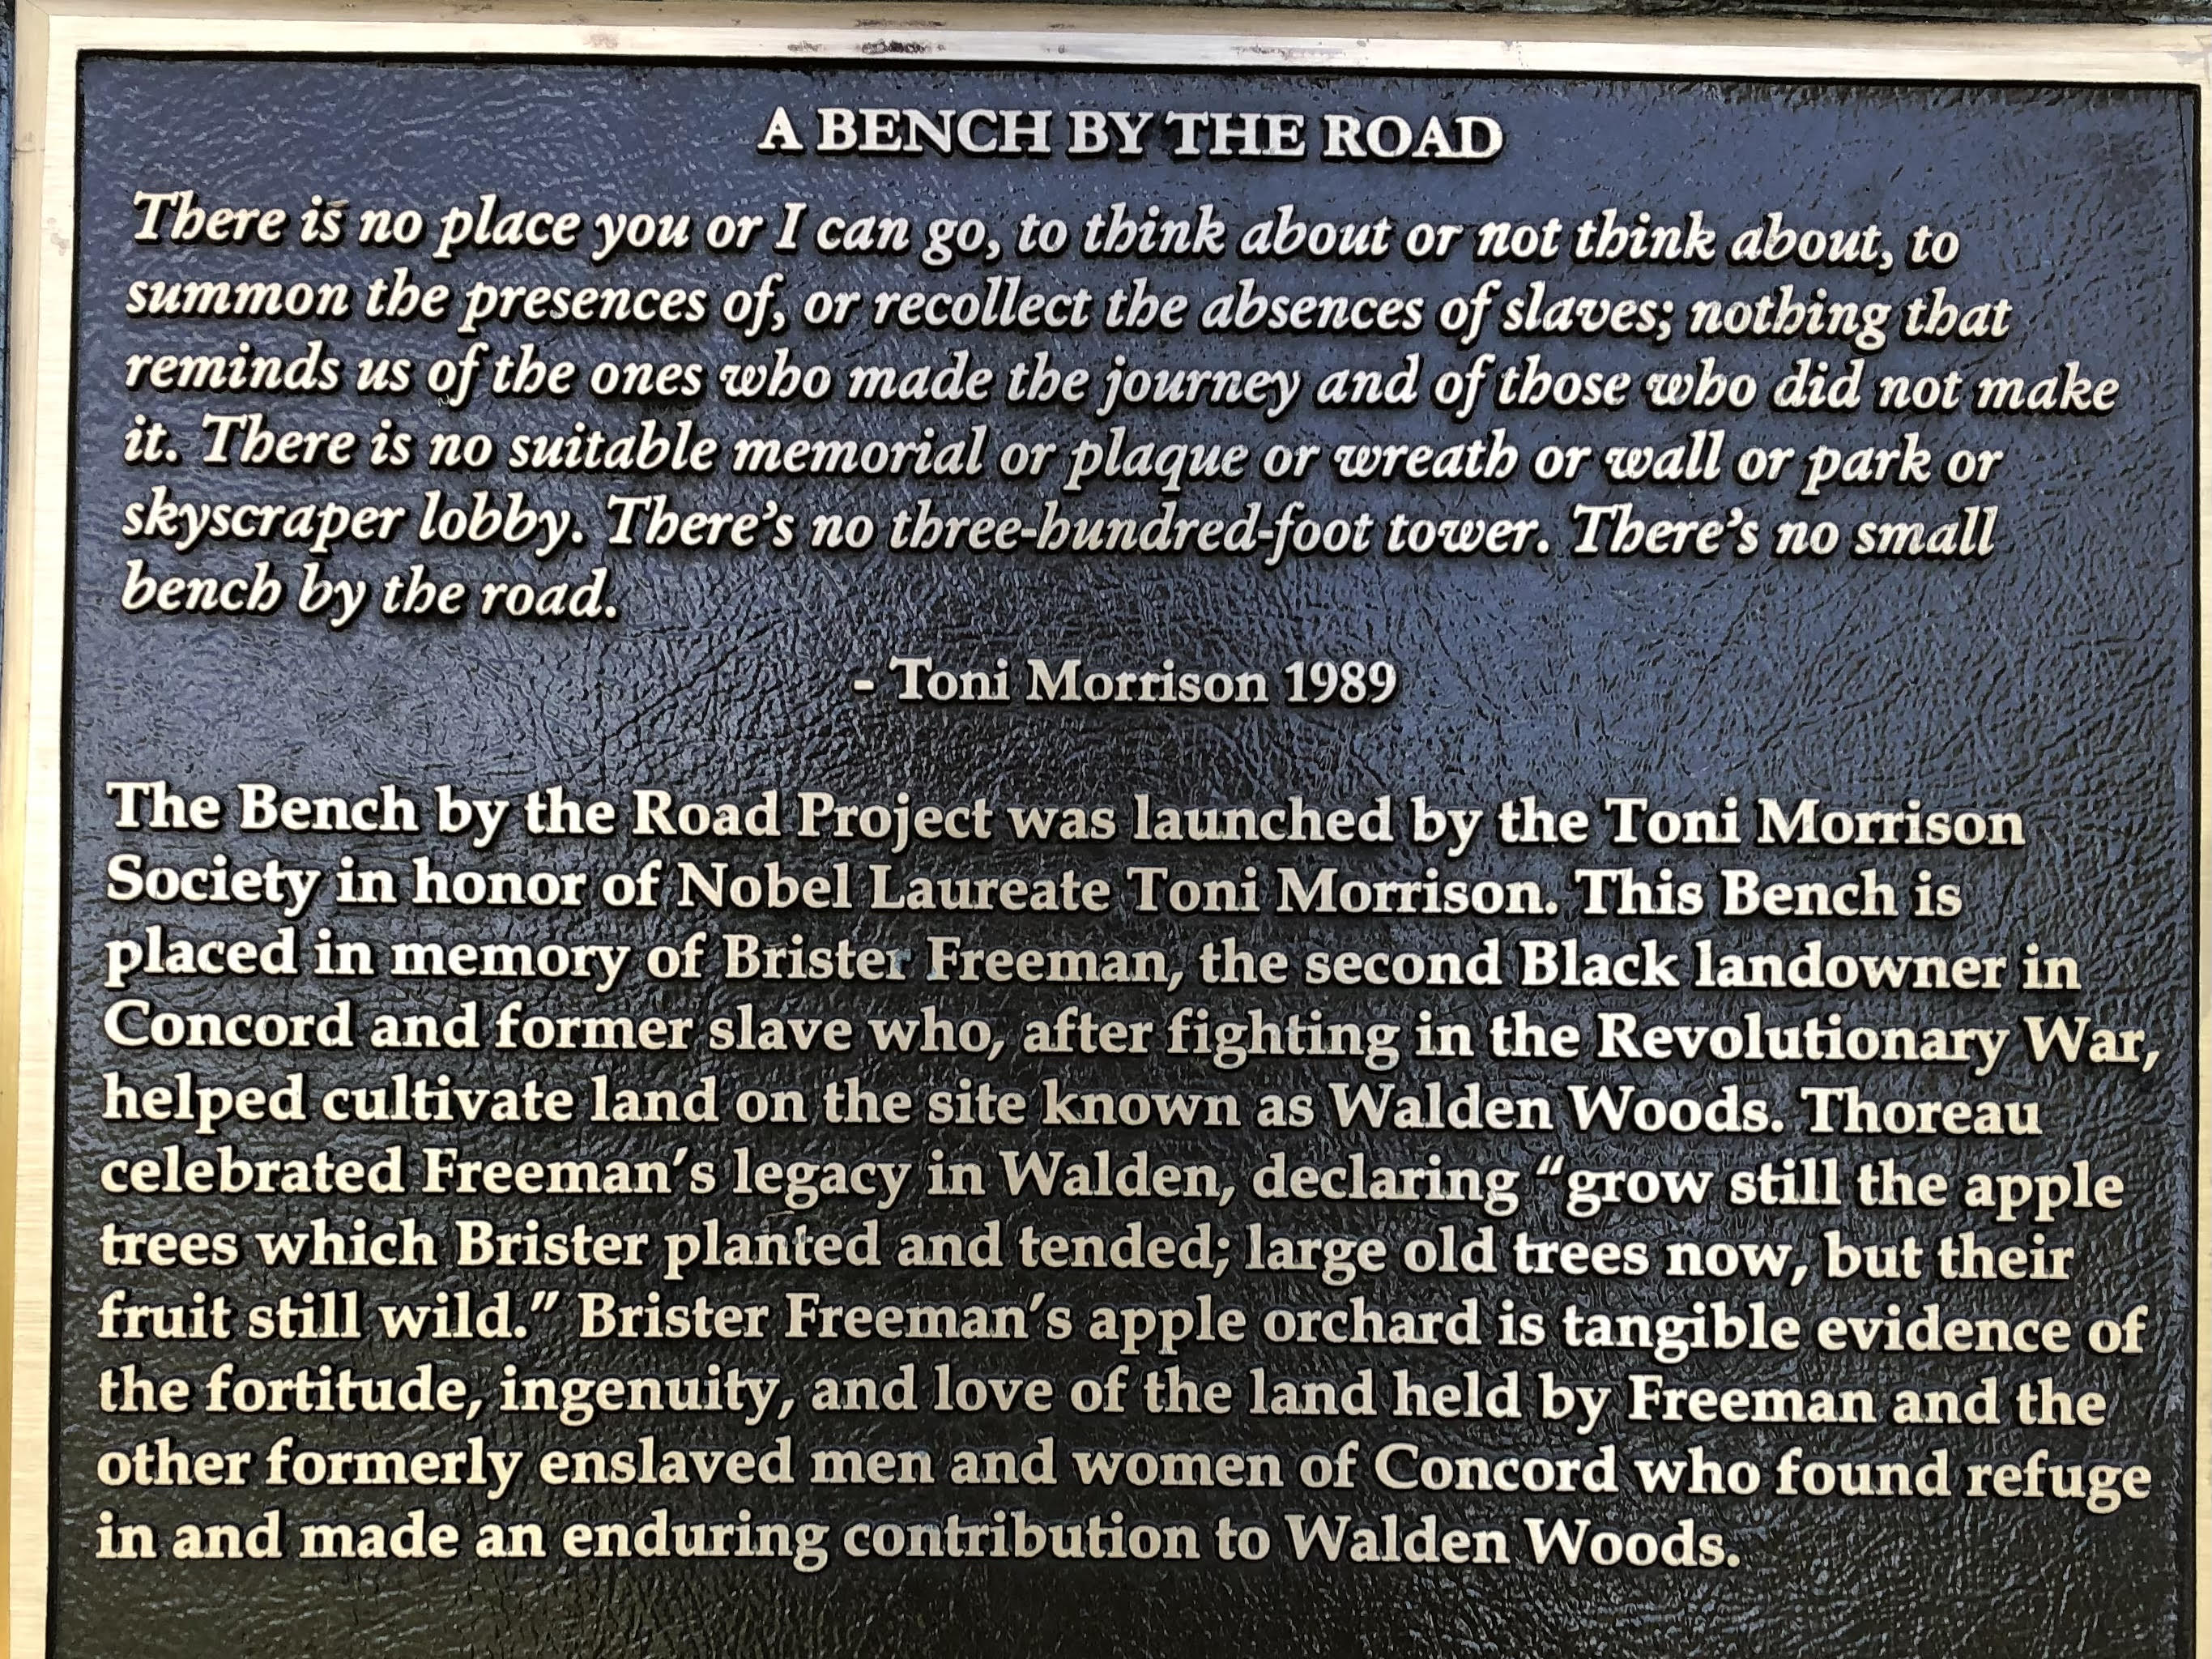 A BENCH BY THE ROAD
There is no place you or I can go, to think about or not think about, to
summon the presences of, or recollect the absences of slaves; nothing that
reminds us of the ones who made the journey and of those who did not make
it. There is no suitable memorial or plaque or wreath or wall or park or
skyscraper lobby. There's no three-hundred-foot tower. There's no small
bench by the road.
- Toni Morrison 1989
The Bench by the Road Project was launched by the Toni Morrison
Society in honor of Nobel Laureate Toni Morrison. This Bench is
placed in memory of Brister Freeman, the second Black landowner in
Concord and former slave who, after fighting in the Revolutionary War,
helped cultivate land on the site known as Walden Woods. Thoreau
celebrated Freeman's legacy in Walden, declaring "grow still the apple
trees which Brister planted and tended; large old trees now, but their
fruit still wild." Brister Freeman's apple orchard is tangible evidence of
the fortitude, ingenuity, and love of the land held by Freeman and the
other formerly enslaved men and women of Concord who found refuge
in and made an enduring contribution to Walden Woods.